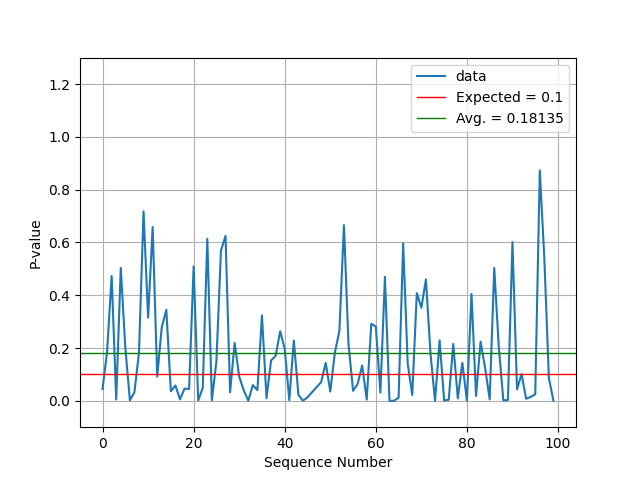 data
Expected = 0.1
Avg. = 0.18135
1.2
1.0
0.8
0.6
0.4
0.2
0.0
P-value
0 20 40 60 80 100
Sequence Number